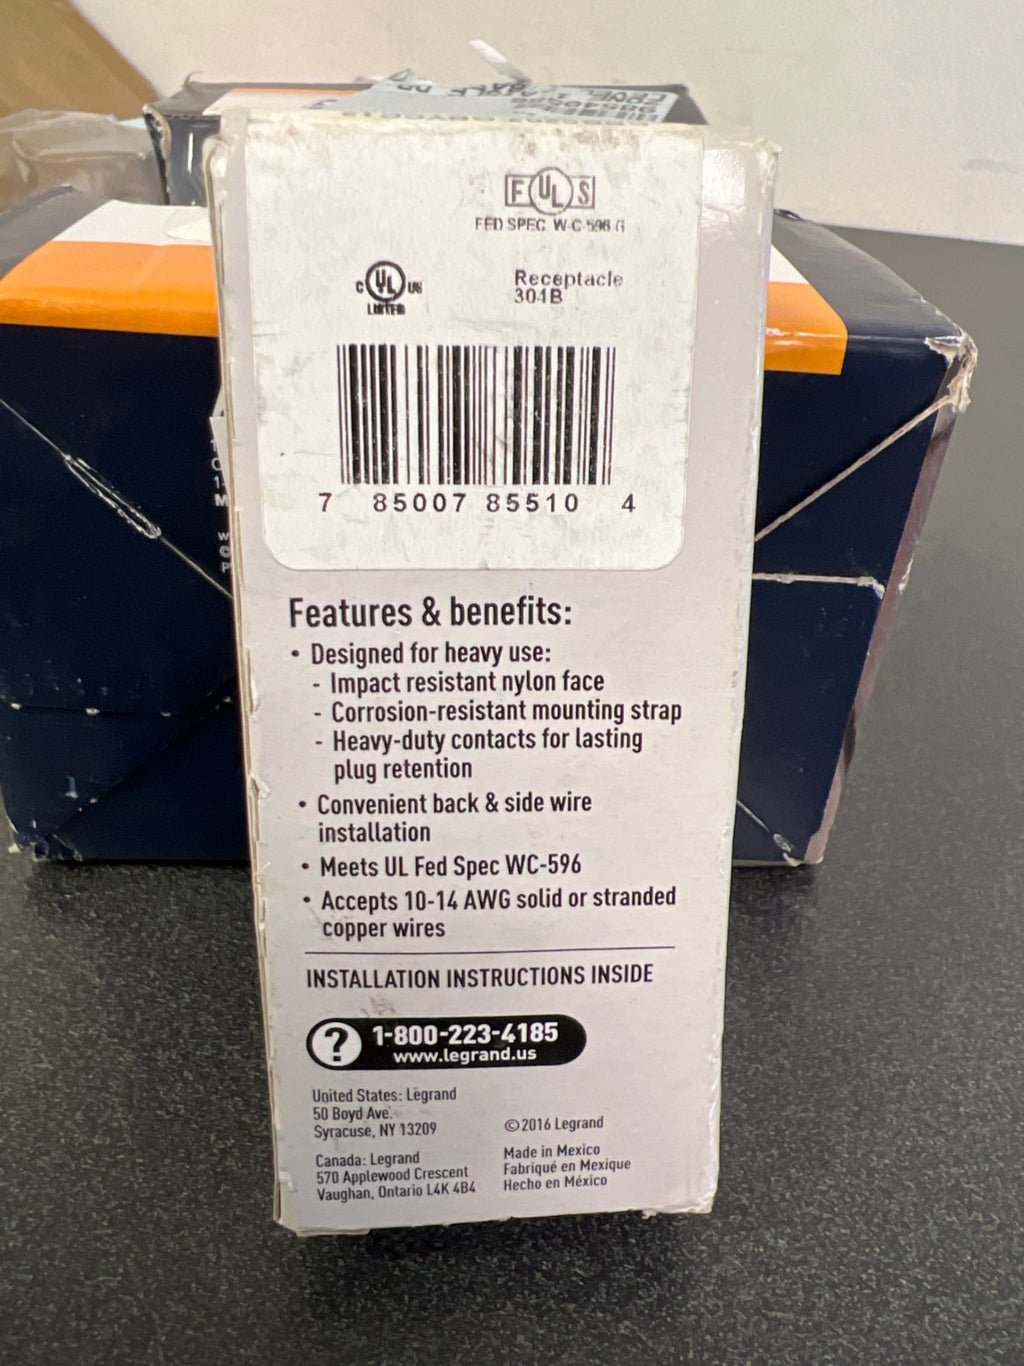 F UL S
FED SPEC W-C-596 G
C UL US
LISTED
Receptacle
304B
7 85007 85510 4
Features & benefits:
• Designed for heavy use:
- Impact resistant nylon face
- Corrosion-resistant mounting strap
- Heavy-duty contacts for lasting
plug retention
• Convenient back & side wire
installation
• Meets UL Fed Spec WC-596
• Accepts 10-14 AWG solid or stranded
copper wires
INSTALLATION INSTRUCTIONS INSIDE
? 1-800-223-4185
www.legrand.us
United States: Legrand
50 Boyd Ave.
Syracuse, NY 13209
Canada: Legrand
570 Applewood Crescent
Vaughan, Ontario L4K 4B4
©2016 Legrand
Made in Mexico
Fabriqué en Mexique
Hecho en México